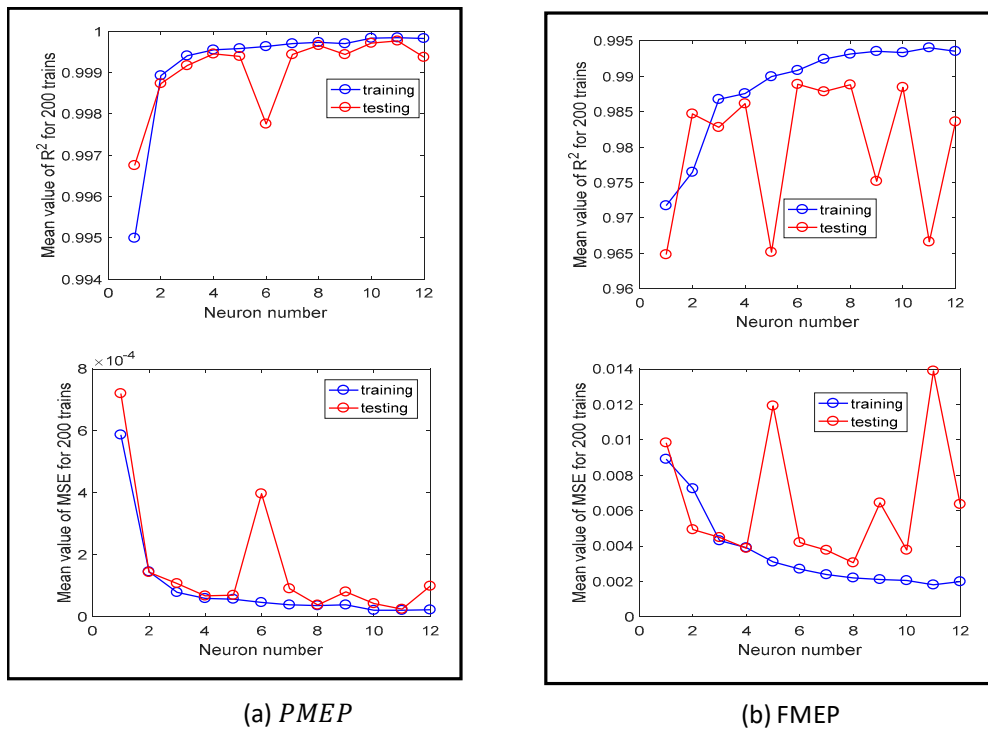 1
0.999
0.998
0.997
0.996
0.995
0.994
Mean value of R² for 200 trains
training
testing
0 2 4 6 8 10 12
Neuron number
×10⁻⁴
8
6
4
2
0
Mean value of MSE for 200 trains
training
testing
0 2 4 6 8 10 12
Neuron number
(a) PMEP
0.995
0.99
0.985
0.98
0.975
0.97
0.965
0.96
Mean value of R² for 200 trains
training
testing
0 2 4 6 8 10 12
Neuron number
0.014
0.012
0.01
0.008
0.006
0.004
0.002
0
Mean value of MSE for 200 trains
training
testing
0 2 4 6 8 10 12
Neuron number
(b) FMEP